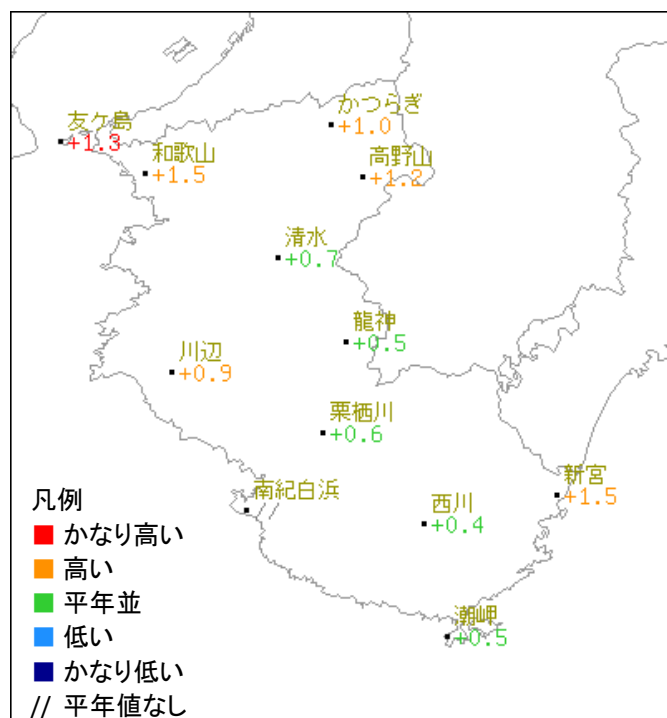 かつらぎ
+1.0
友ケ島
+1.3
和歌山
+1.5
高野山
+1.2
清水
+0.7
龍神
+0.5
川辺
+0.9
栗栖川
+0.6
南紀白浜
//
西川
+0.4
新宮
+1.5
潮岬
+0.5
凡例
かなり高い
高い
平年並
低い
かなり低い
// 平年値なし